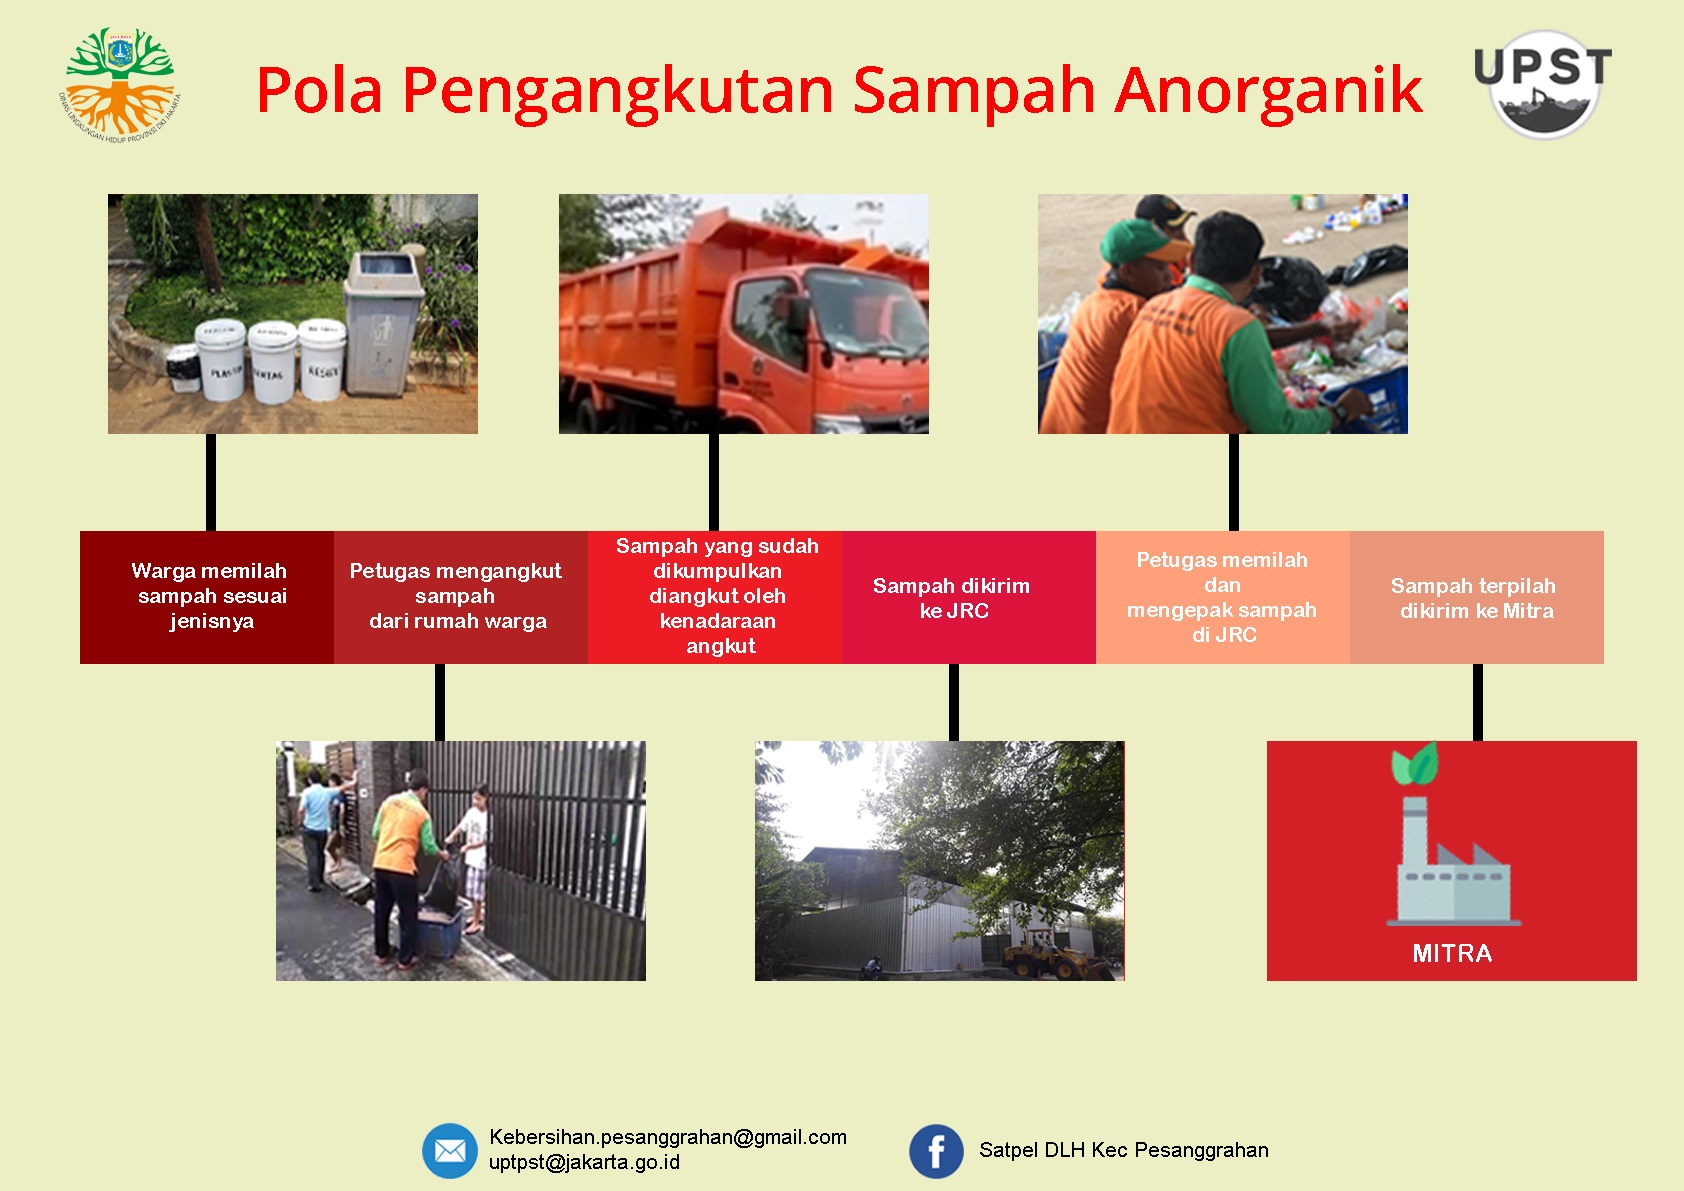 JAYA RAYA
DINAS LINGKUNGAN HIDUP PROVINSI DKI JAKARTA
Pola Pengangkutan Sampah Anorganik
UPST
PLASTIK
KERTAS
RESIDU
Warga memilah
sampah sesuai
jenisnya
Petugas mengangkut
sampah
dari rumah warga
Sampah yang sudah
dikumpulkan
diangkut oleh
kenadaraan
angkut
Sampah dikirim
ke JRC
Petugas memilah
dan
mengepak sampah
di JRC
Sampah terpilah
dikirim ke Mitra
MITRA
Kebersihan.pesanggrahan@gmail.com
uptpst@jakarta.go.id
Satpel DLH Kec Pesanggrahan